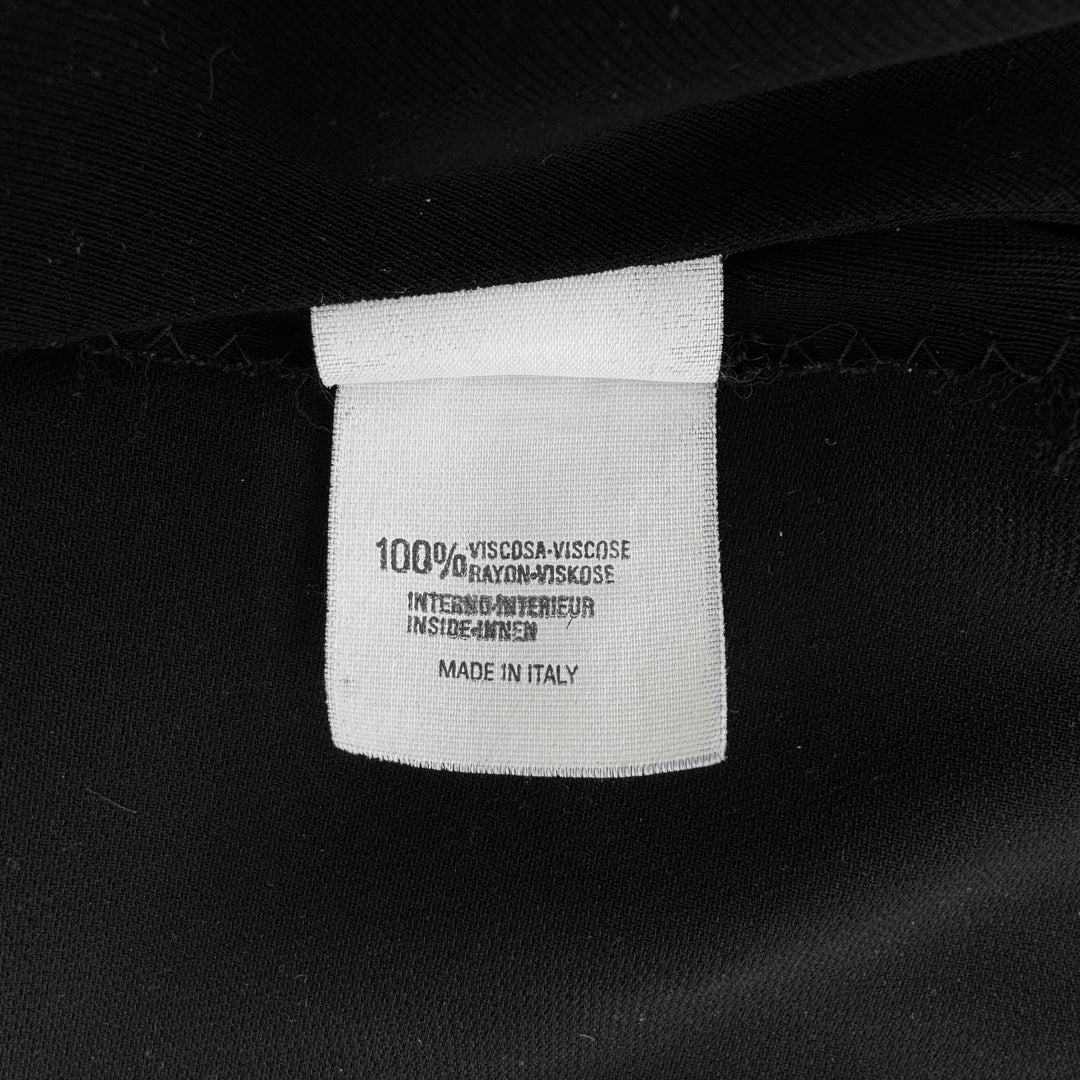 100% VISCOSA-VISCOSE
RAYON-VISKOSE
INTERNO-INTERIEUR
INSIDE-INNEN
MADE IN ITALY